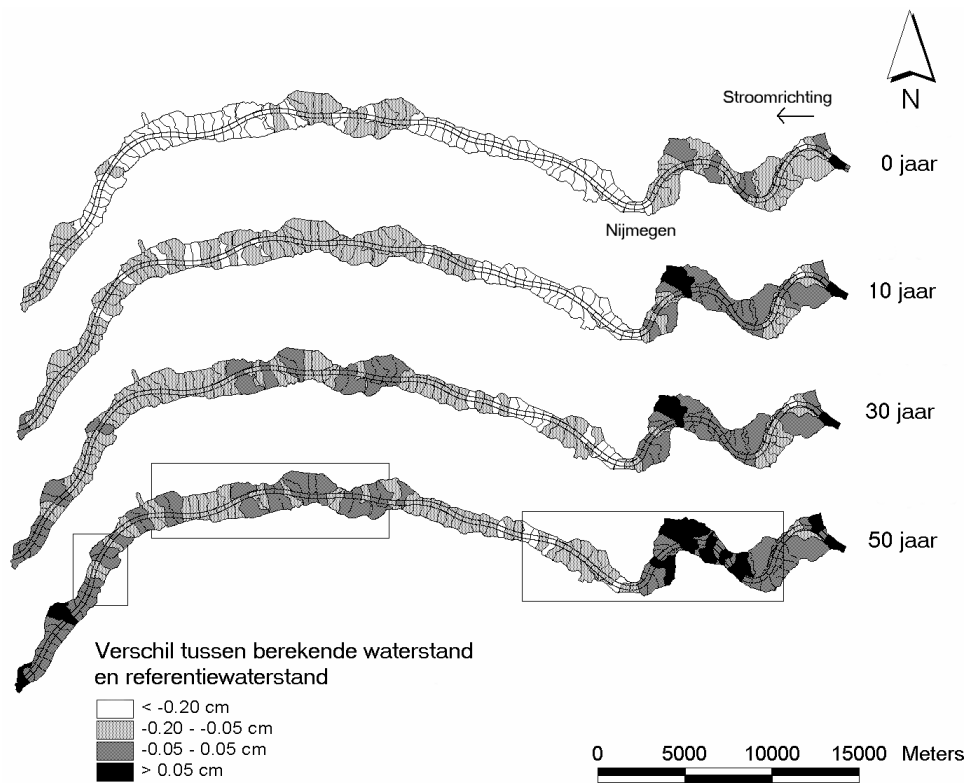 N
Stroomrichting
0 jaar
Nijmegen
10 jaar
30 jaar
50 jaar
Verschil tussen berekende waterstand
en referentiewaterstand
< -0.20 cm
-0.20 - -0.05 cm
-0.05 - 0.05 cm
> 0.05 cm
0 5000 10000 15000 Meters